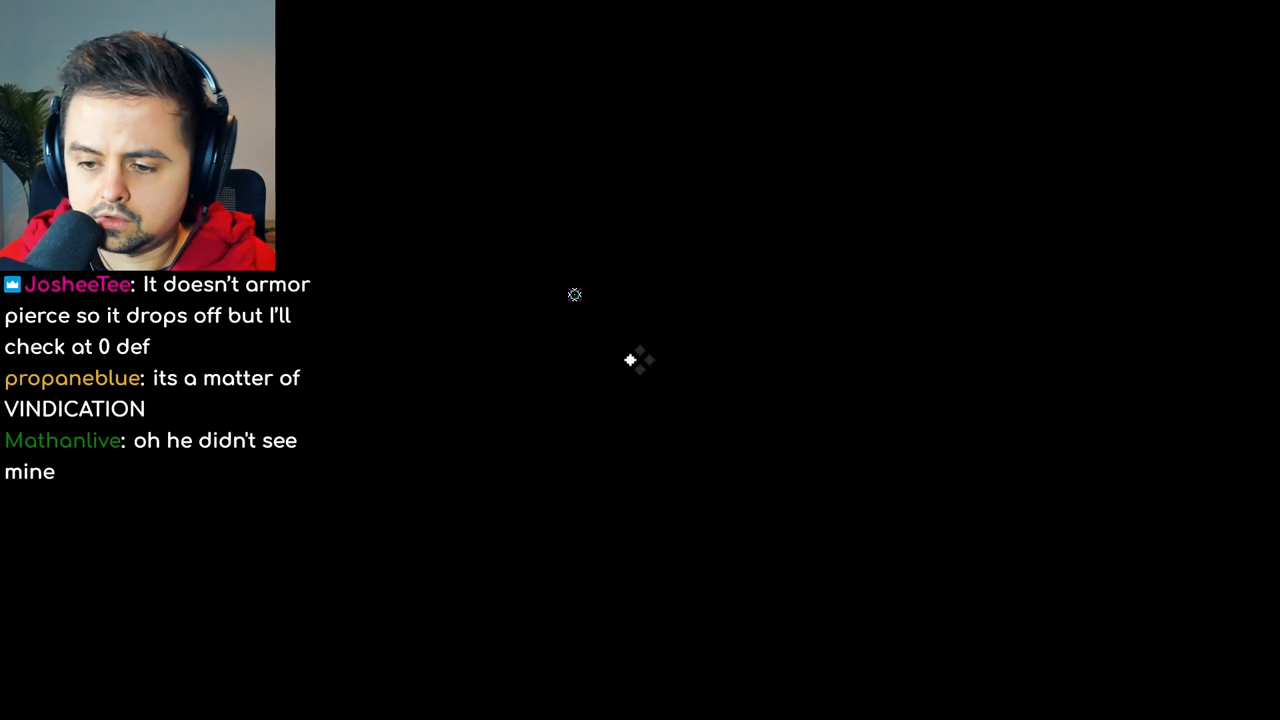 JosheeTee: It doesn't armor
pierce so it drops off but I'll
check at 0 def
propaneblue: its a matter of
VINDICATION
Mathanlive: oh he didn't see
mine